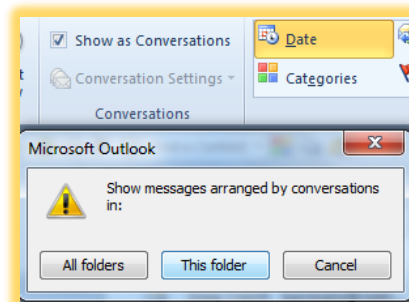 Show as Conversations
Date
Conversation Settings
Categories
Conversations
Microsoft Outlook
Show messages arranged by conversations
in:
All folders
This folder
Cancel